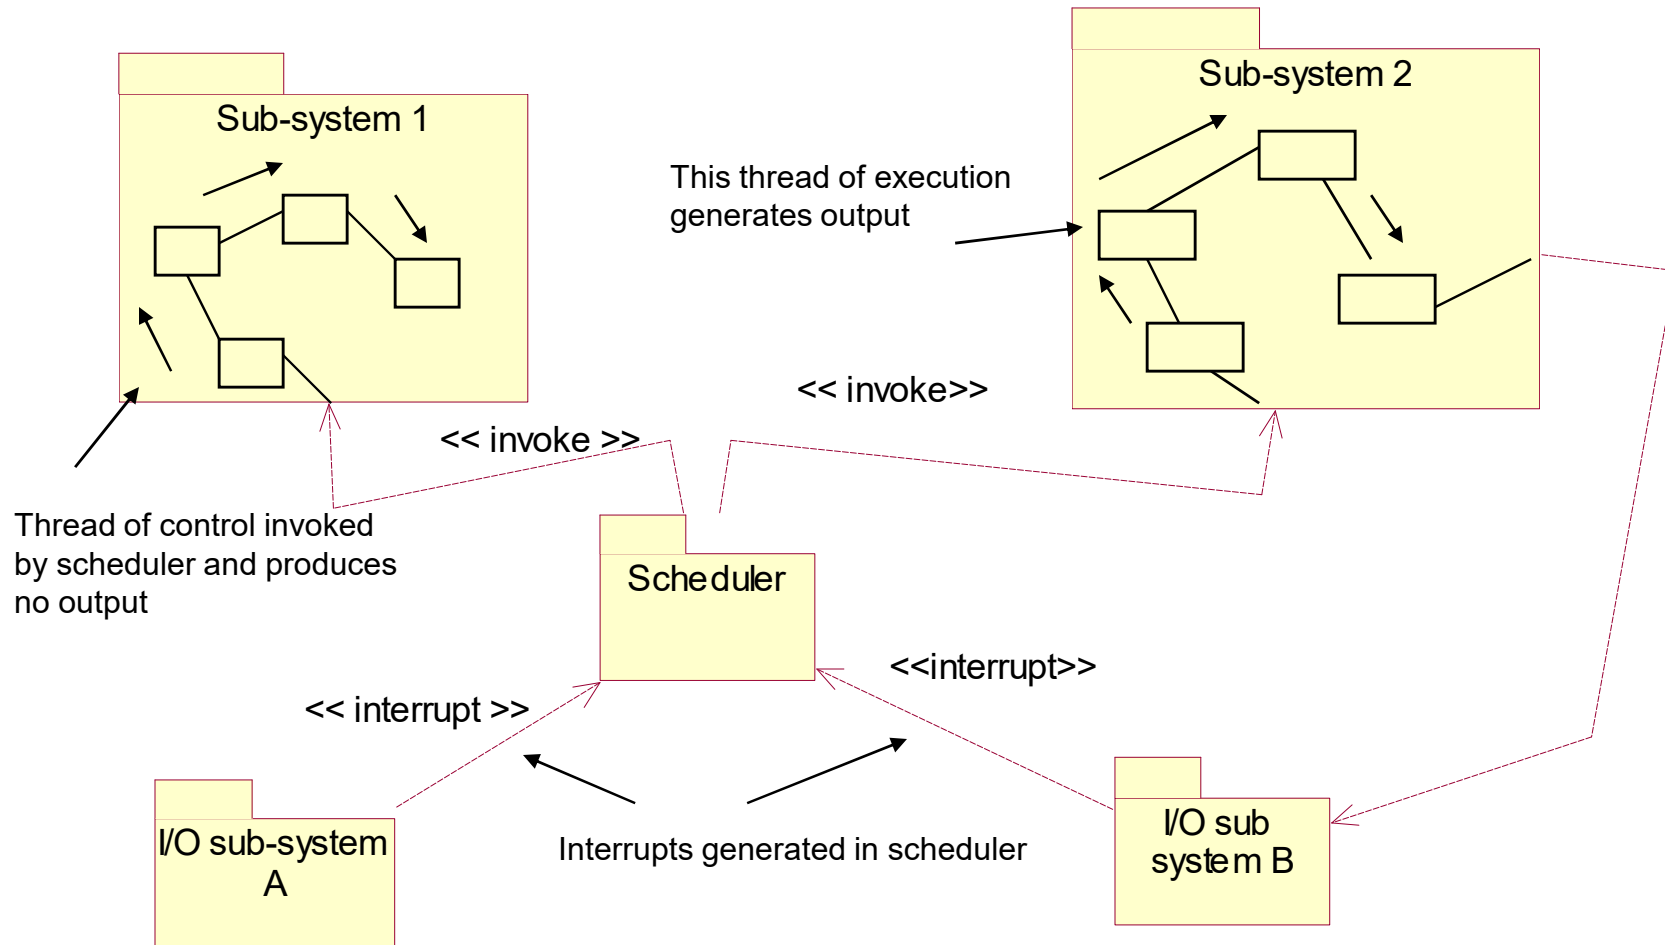 Sub-system 1
Sub-system 2
This thread of execution
generates output
<< invoke>>
<< invoke >>
Thread of control invoked
by scheduler and produces
no output
Scheduler
<<interrupt>>
<< interrupt >>
I/O sub-system
A
Interrupts generated in scheduler
I/O sub
system B